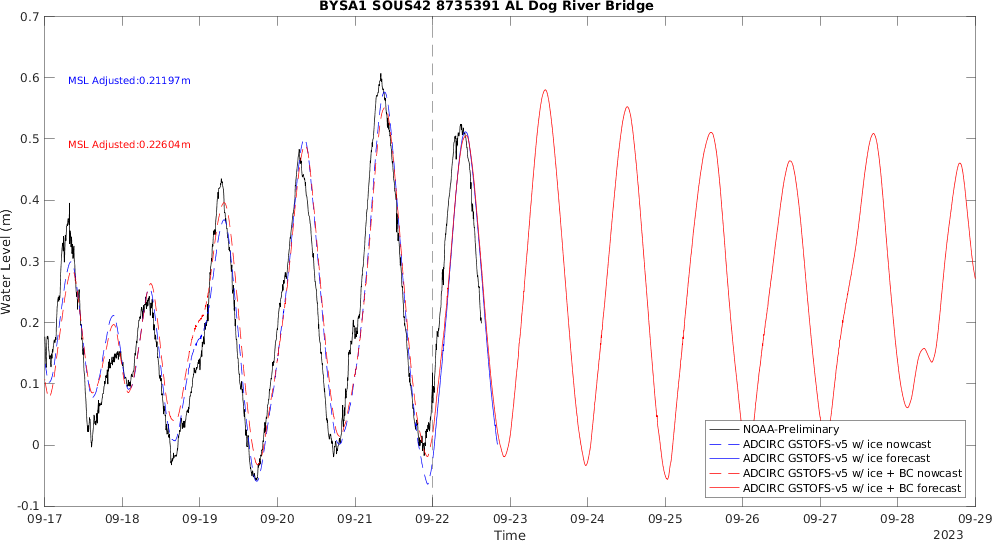 BYSA1 SOUS42 8735391 AL Dog River Bridge
0.7
0.6
0.5
0.4
0.3
0.2
0.1
0
-0.1
Water Level (m)
MSL Adjusted:0.21197m
MSL Adjusted:0.22604m
NOAA-Preliminary
ADCIRC GSTOFS-v5 w/ ice nowcast
ADCIRC GSTOFS-v5 w/ ice forecast
ADCIRC GSTOFS-v5 w/ ice + BC nowcast
ADCIRC GSTOFS-v5 w/ ice + BC forecast
09-17 09-18 09-19 09-20 09-21 09-22 09-23 09-24 09-25 09-26 09-27 09-28 09-29
Time
2023